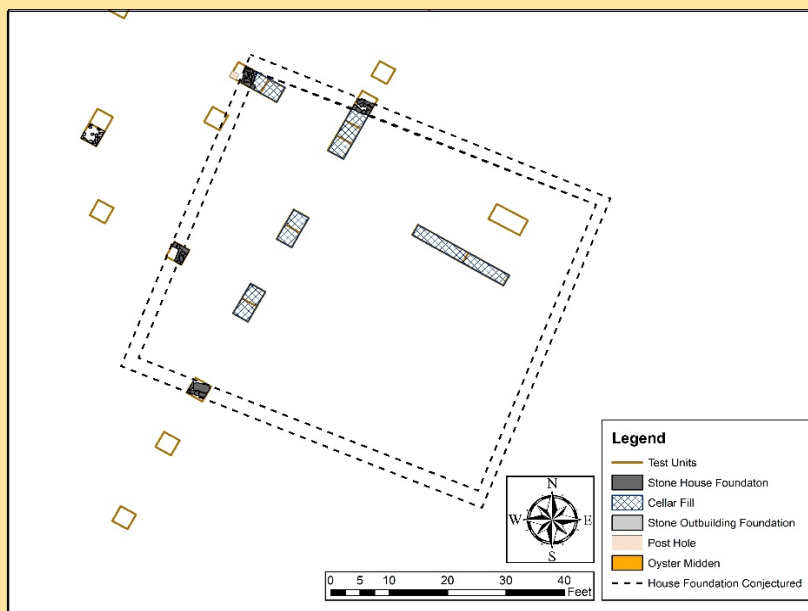 Legend
Test Units
Stone House Foundaton
Cellar Fill
Stone Outbuilding Foundation
Post Hole
Oyster Midden
House Foundation Conjectured
N
W E
S
0 5 10 20 30 40
Feet